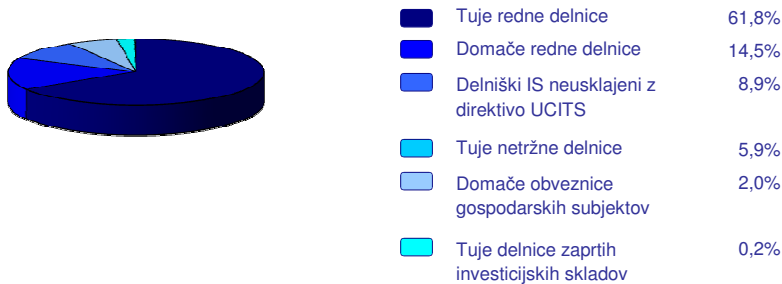 Tuje redne delnice 61,8%
Domače redne delnice 14,5%
Delniški IS neusklajeni z 8,9%
direktivo UCITS
Tuje netržne delnice 5,9%
Domače obveznice 2,0%
gospodarskih subjektov
Tuje delnice zaprtih 0,2%
investicijskih skladov